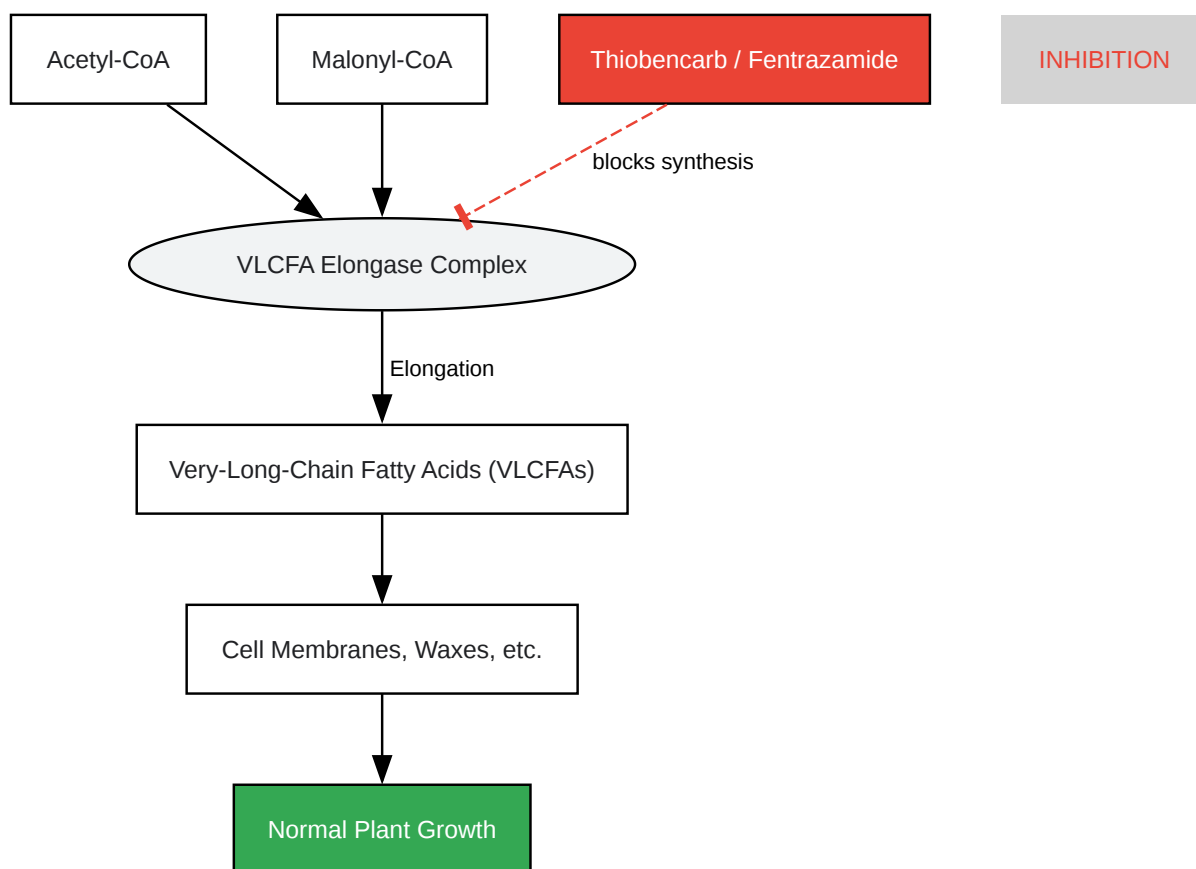 Acetyl-CoA
Malonyl-CoA
Thiobencarb / Fentrazamide
INHIBITION
blocks synthesis
VLCFA Elongase Complex
Elongation
Very-Long-Chain Fatty Acids (VLCFAs)
Cell Membranes, Waxes, etc.
Normal Plant Growth